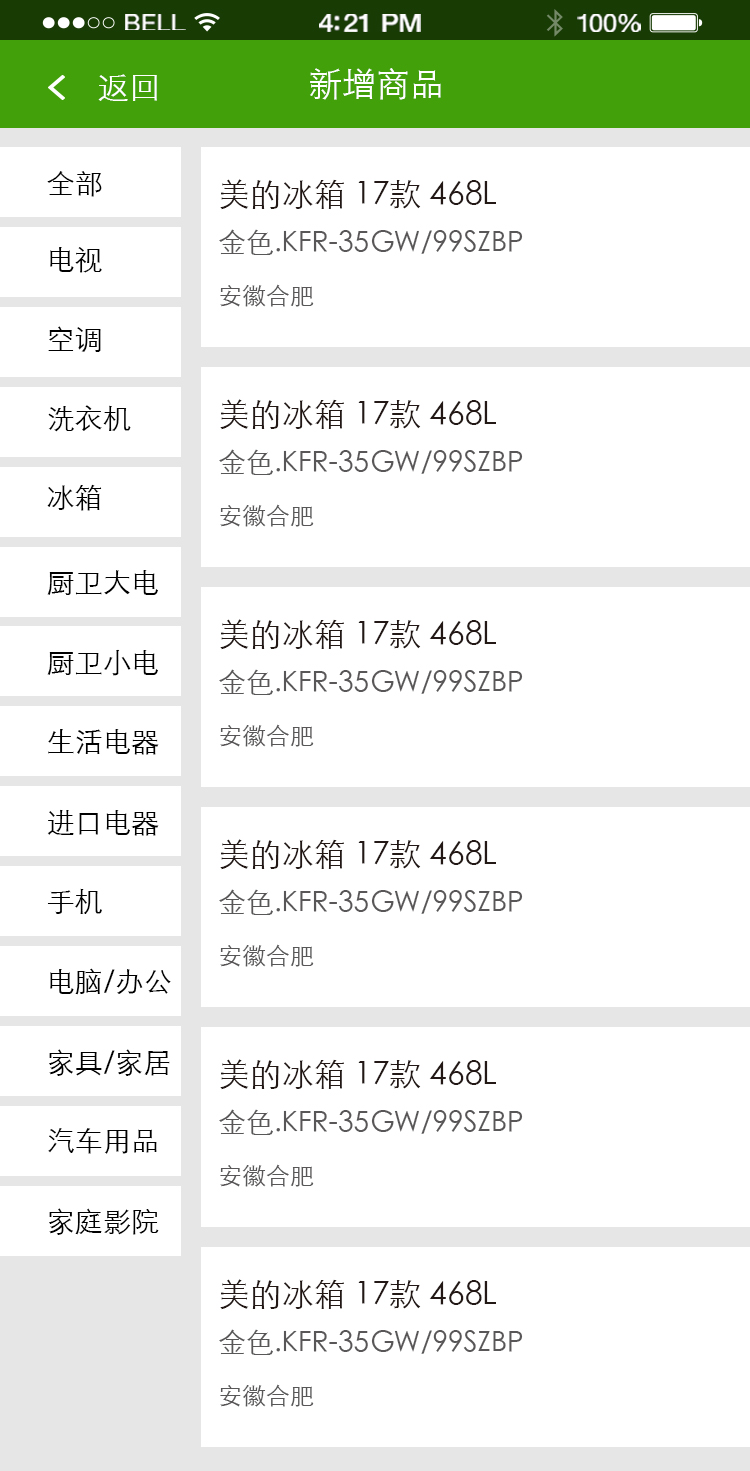 BELL 4:21 PM 100%
返回 新增商品
全部
电视
空调
洗衣机
冰箱
厨卫大电
厨卫小电
生活电器
进口电器
手机
电脑/办公
家具/家居
汽车用品
家庭影院
美的冰箱 17款 468L
金色.KFR-35GW/99SZBP
安徽合肥
美的冰箱 17款 468L
金色.KFR-35GW/99SZBP
安徽合肥
美的冰箱 17款 468L
金色.KFR-35GW/99SZBP
安徽合肥
美的冰箱 17款 468L
金色.KFR-35GW/99SZBP
安徽合肥
美的冰箱 17款 468L
金色.KFR-35GW/99SZBP
安徽合肥
美的冰箱 17款 468L
金色.KFR-35GW/99SZBP
安徽合肥